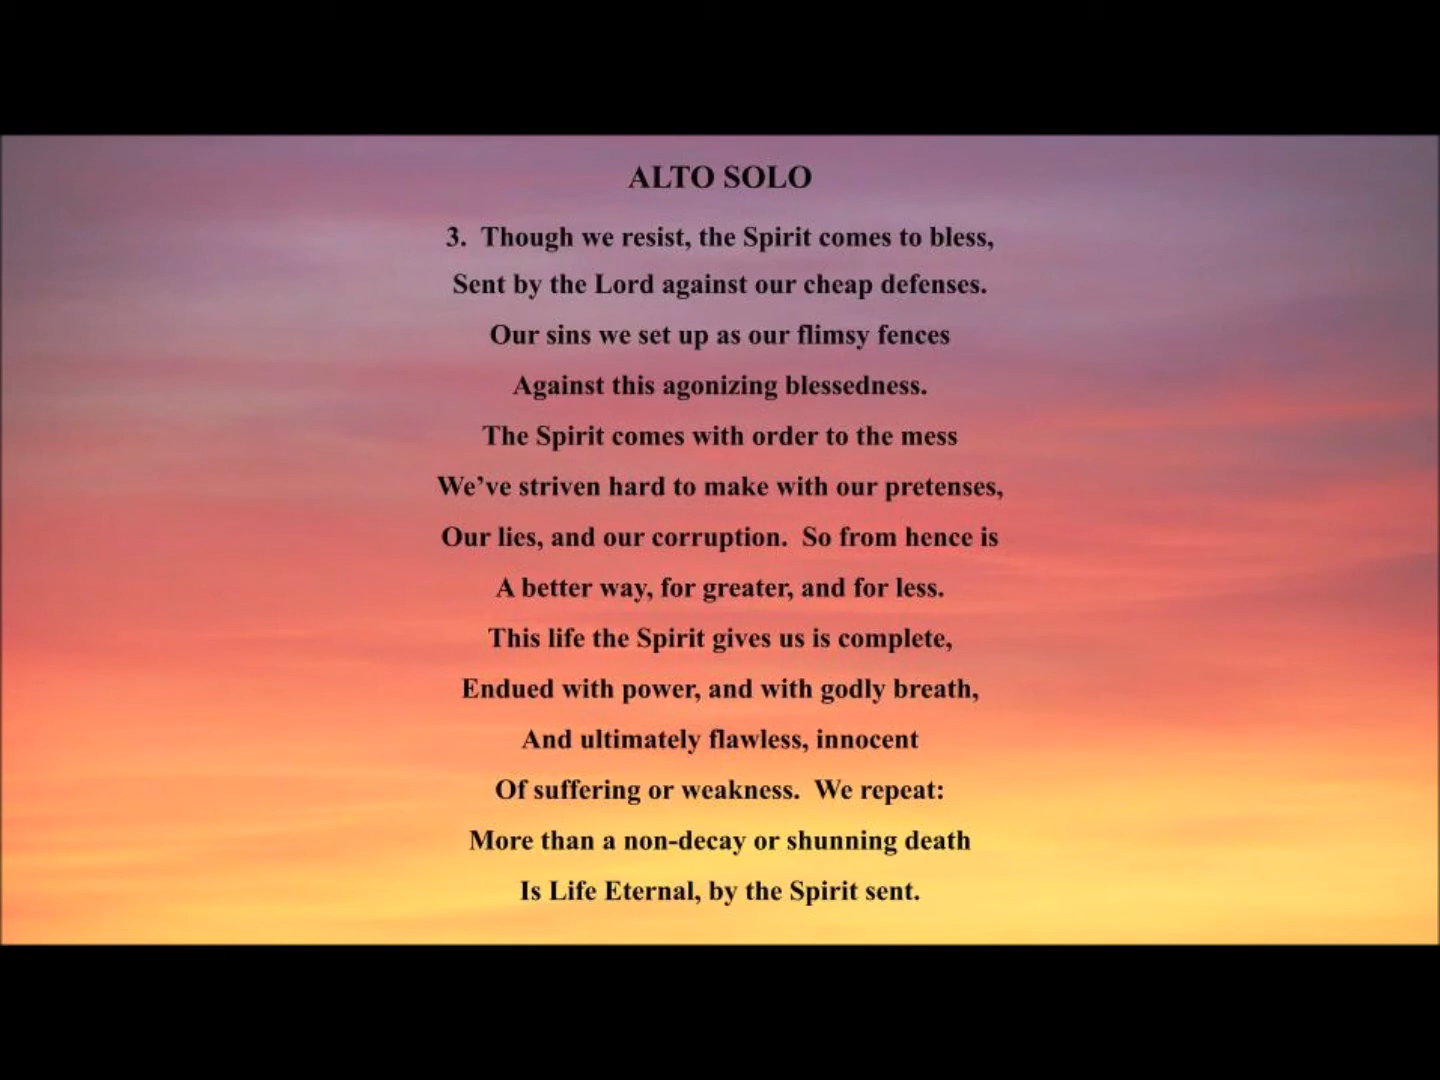 ALTO SOLO
3.  Though we resist, the Spirit comes to bless,
Sent by the Lord against our cheap defenses.
Our sins we set up as our flimsy fences
Against this agonizing blessedness.
The Spirit comes with order to the mess
We’ve striven hard to make with our pretenses,
Our lies, and our corruption.  So from hence is
A better way, for greater, and for less.
This life the Spirit gives us is complete,
Endued with power, and with godly breath,
And ultimately flawless, innocent
Of suffering or weakness.  We repeat:
More than a non-decay or shunning death
Is Life Eternal, by the Spirit sent.